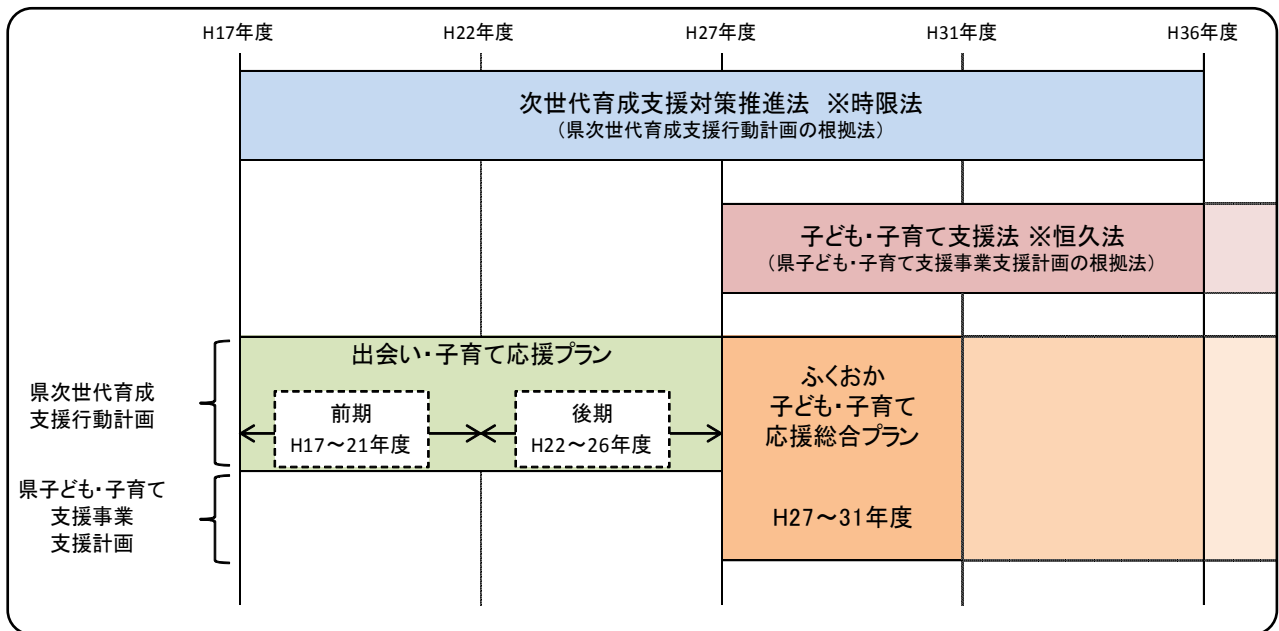 H17年度 H22年度 H27年度 H31年度 H36年度
次世代育成支援対策推進法 ※時限法
（県次世代育成支援行動計画の根拠法）
子ども・子育て支援法 ※恒久法
（県子ども・子育て支援事業支援計画の根拠法）
県次世代育成
支援行動計画
出会い・子育て応援プラン
前期
H17～21年度
後期
H22～26年度
ふくおか
子ども・子育て
応援総合プラン
H27～31年度
県子ども・子育て
支援事業
支援計画